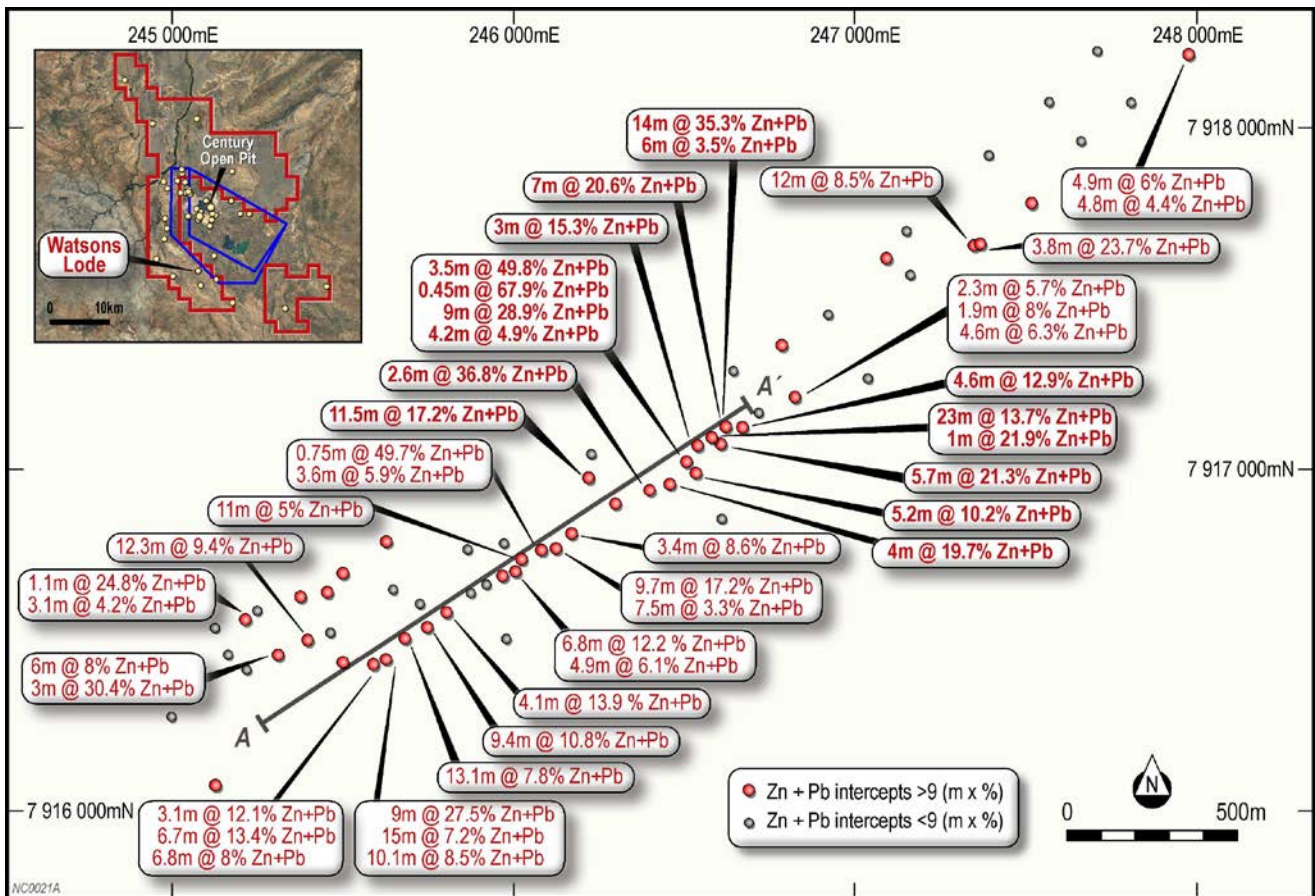 245 000mE
246 000mE
247 000mE
248 000mE
7 918 000mN
7 917 000mN
7 916 000mN
Century
Open Pit
Watsons
Lode
0
10km
14m @ 35.3% Zn+Pb
6m @ 3.5% Zn+Pb
7m @ 20.6% Zn+Pb
3m @ 15.3% Zn+Pb
3.5m @ 49.8% Zn+Pb
0.45m @ 67.9% Zn+Pb
9m @ 28.9% Zn+Pb
4.2m @ 4.9% Zn+Pb
2.6m @ 36.8% Zn+Pb
11.5m @ 17.2% Zn+Pb
0.75m @ 49.7% Zn+Pb
3.6m @ 5.9% Zn+Pb
11m @ 5% Zn+Pb
12.3m @ 9.4% Zn+Pb
1.1m @ 24.8% Zn+Pb
3.1m @ 4.2% Zn+Pb
6m @ 8% Zn+Pb
3m @ 30.4% Zn+Pb
12m @ 8.5% Zn+Pb
4.9m @ 6% Zn+Pb
4.8m @ 4.4% Zn+Pb
3.8m @ 23.7% Zn+Pb
2.3m @ 5.7% Zn+Pb
1.9m @ 8% Zn+Pb
4.6m @ 6.3% Zn+Pb
A´
4.6m @ 12.9% Zn+Pb
23m @ 13.7% Zn+Pb
1m @ 21.9% Zn+Pb
5.7m @ 21.3% Zn+Pb
5.2m @ 10.2% Zn+Pb
4m @ 19.7% Zn+Pb
3.4m @ 8.6% Zn+Pb
9.7m @ 17.2% Zn+Pb
7.5m @ 3.3% Zn+Pb
6.8m @ 12.2 % Zn+Pb
4.9m @ 6.1% Zn+Pb
4.1m @ 13.9 % Zn+Pb
9.4m @ 10.8% Zn+Pb
13.1m @ 7.8% Zn+Pb
A
3.1m @ 12.1% Zn+Pb
6.7m @ 13.4% Zn+Pb
6.8m @ 8% Zn+Pb
9m @ 27.5% Zn+Pb
15m @ 7.2% Zn+Pb
10.1m @ 8.5% Zn+Pb
Zn + Pb intercepts >9 (m x %)
Zn + Pb intercepts <9 (m x %)
N
0
500m
NC0021A